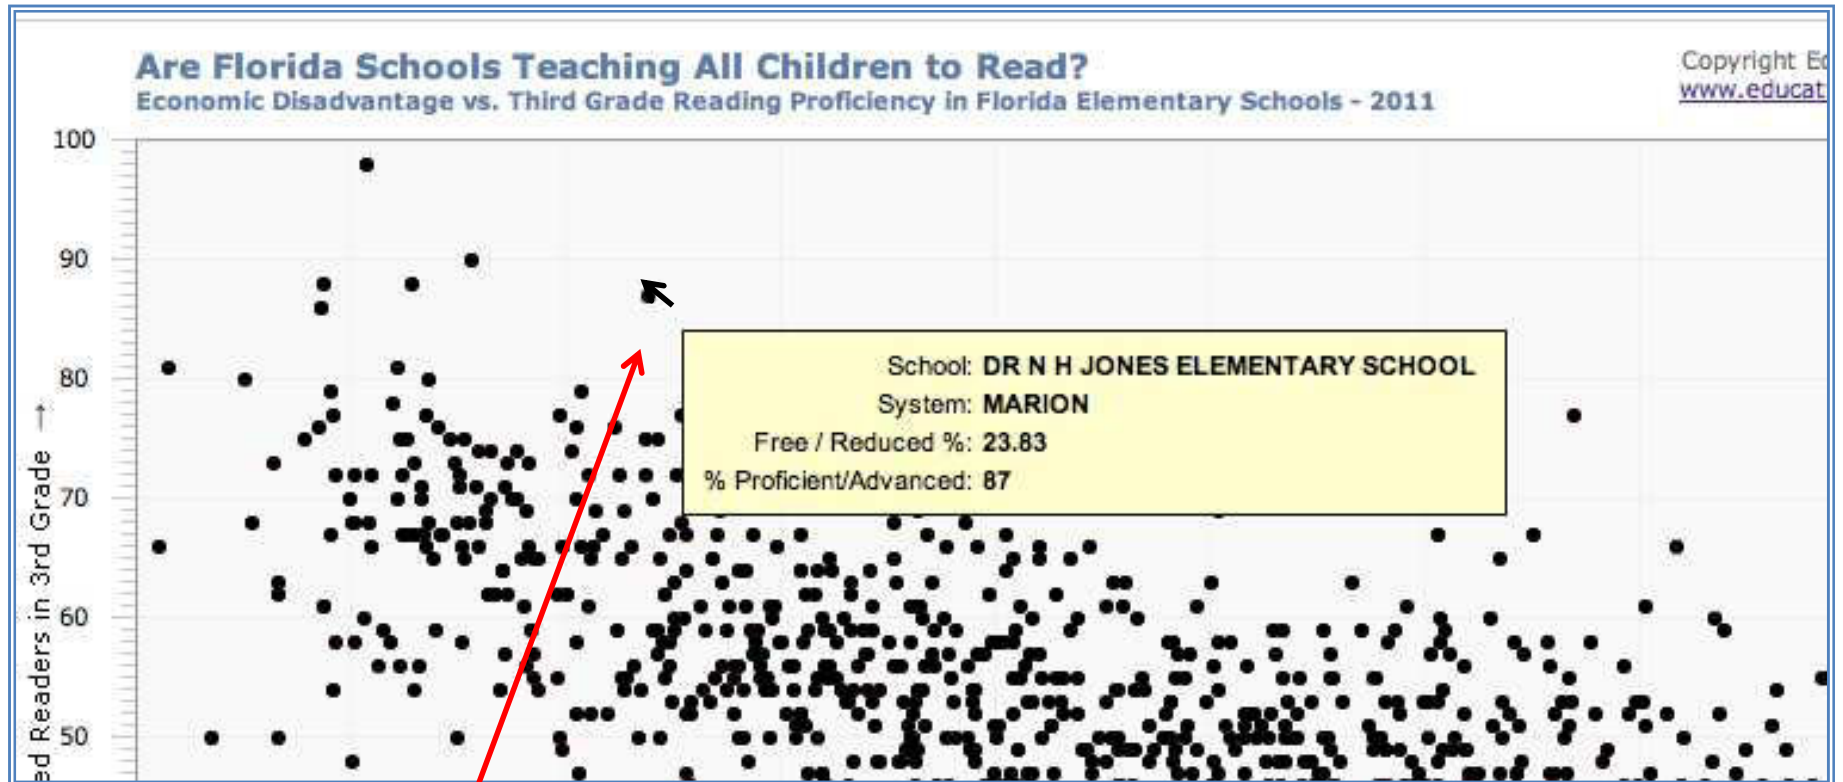 Are Florida Schools Teaching All Children to Read?
Economic Disadvantage vs. Third Grade Reading Proficiency in Florida Elementary Schools - 2011
Copyright
www.educat
100
90
80
70
60
50
Readers in 3rd Grade →
School: DR N H JONES ELEMENTARY SCHOOL
System: MARION
Free / Reduced %: 23.83
% Proficient/Advanced: 87